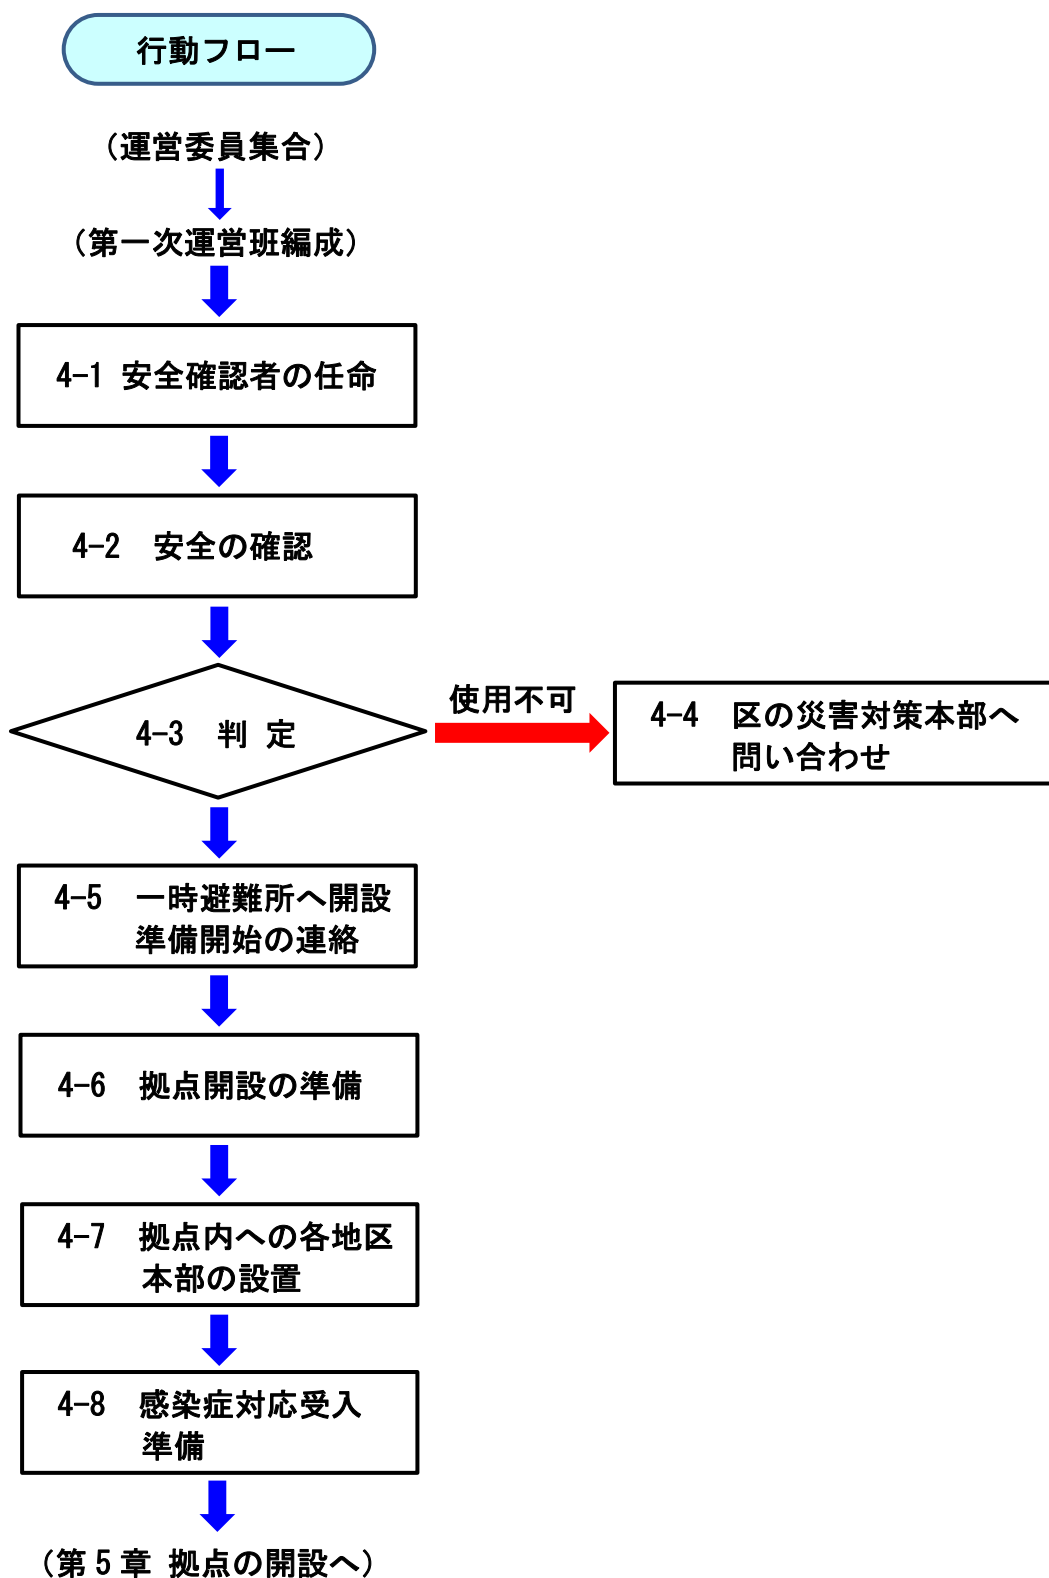 行動フロー
（運営委員集合）
（第一次運営班編成）
4-1 安全確認者の任命
4-2　安全の確認
4-3　判 定
使用不可
4-4　区の災害対策本部へ
問い合わせ
4-5　一時避難所へ開設
準備開始の連絡
4-6　拠点開設の準備
4-7　拠点内への各地区
本部の設置
4-8　感染症対応受入
準備
（第 5 章 拠点の開設へ）